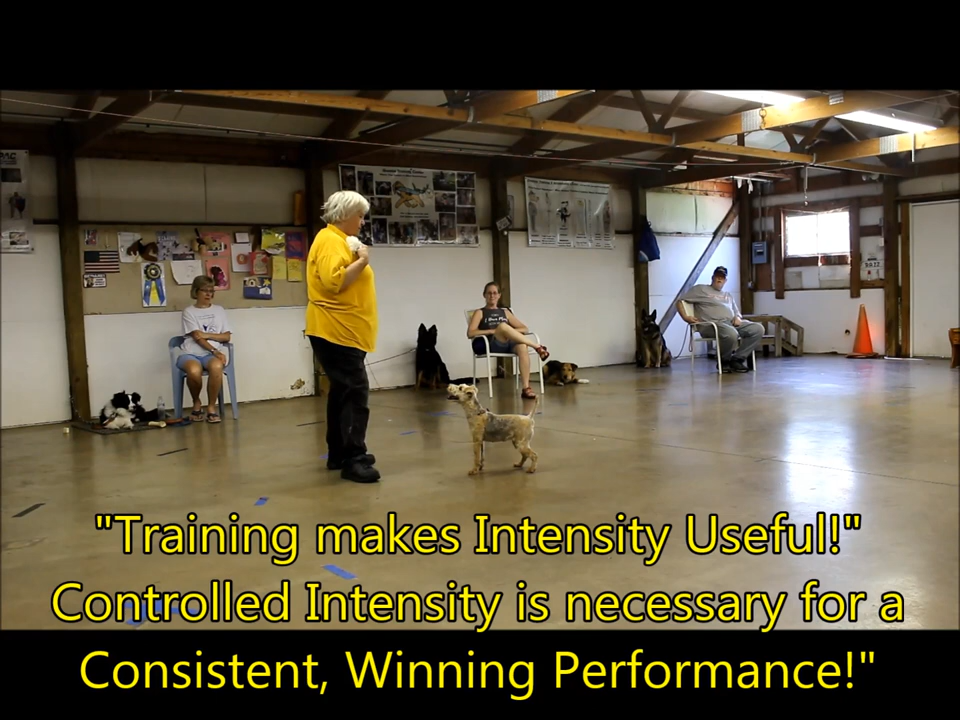 "Training makes Intensity Useful!"
Controlled Intensity is necessary for a
Consistent, Winning Performance!"